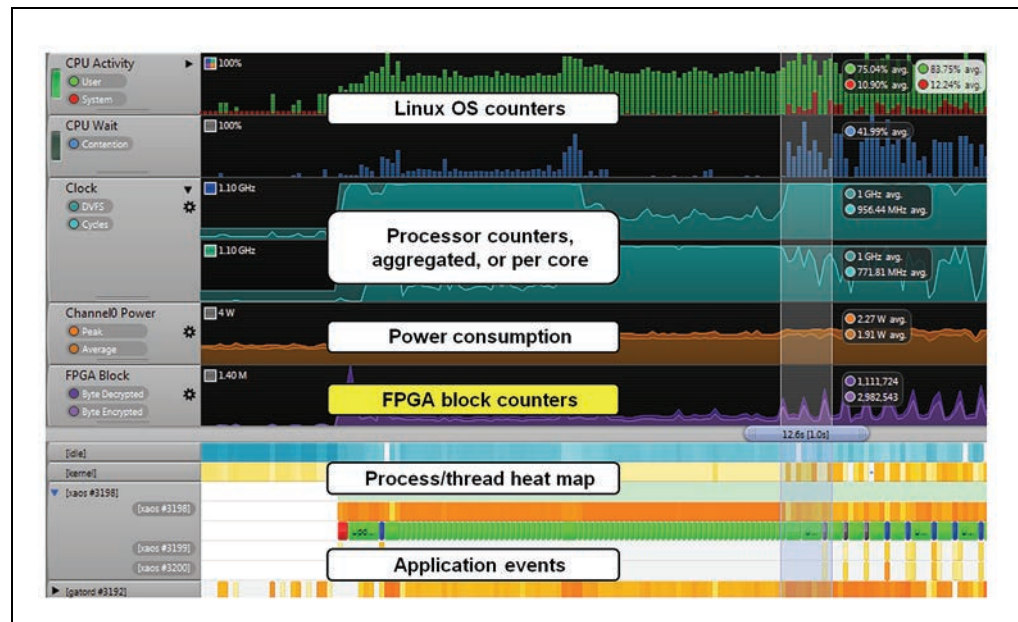 CPU Activity
User
System
100%
75.04% avg.
10.90% avg.
83.75% avg.
12.24% avg.
Linux OS counters
CPU Wait
Contention
100%
41.99% avg.
Clock
DVFS
Cycles
1.10 GHz
1 GHz avg.
956.44 MHz avg.
Processor counters,
aggregated, or per core
1.10 GHz
1 GHz avg.
771.81 MHz avg.
Channel0 Power
Peak
Average
4 W
2.27 W avg.
1.91 W avg.
Power consumption
FPGA Block
Byte Decrypted
Byte Encrypted
1.40 M
1,111,724
2,982,543
FPGA block counters
12.6s [1.0s]
[idle]
[kernel]
Process/thread heat map
[xaos #3198]
[xaos #3198]
[xaos #3199]
[xaos #3200]
Application events
[gatord #3192]